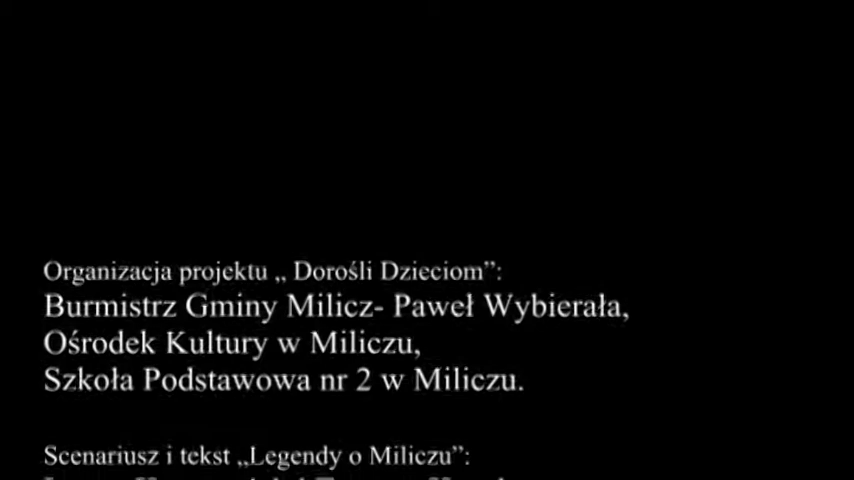 Organizacja projektu „ Dorośli Dzieciom”:
Burmistrz Gminy Milicz- Paweł Wybierała,
Ośrodek Kultury w Miliczu,
Szkoła Podstawowa nr 2 w Miliczu.
Scenariusz i tekst „Legendy o Miliczu”: